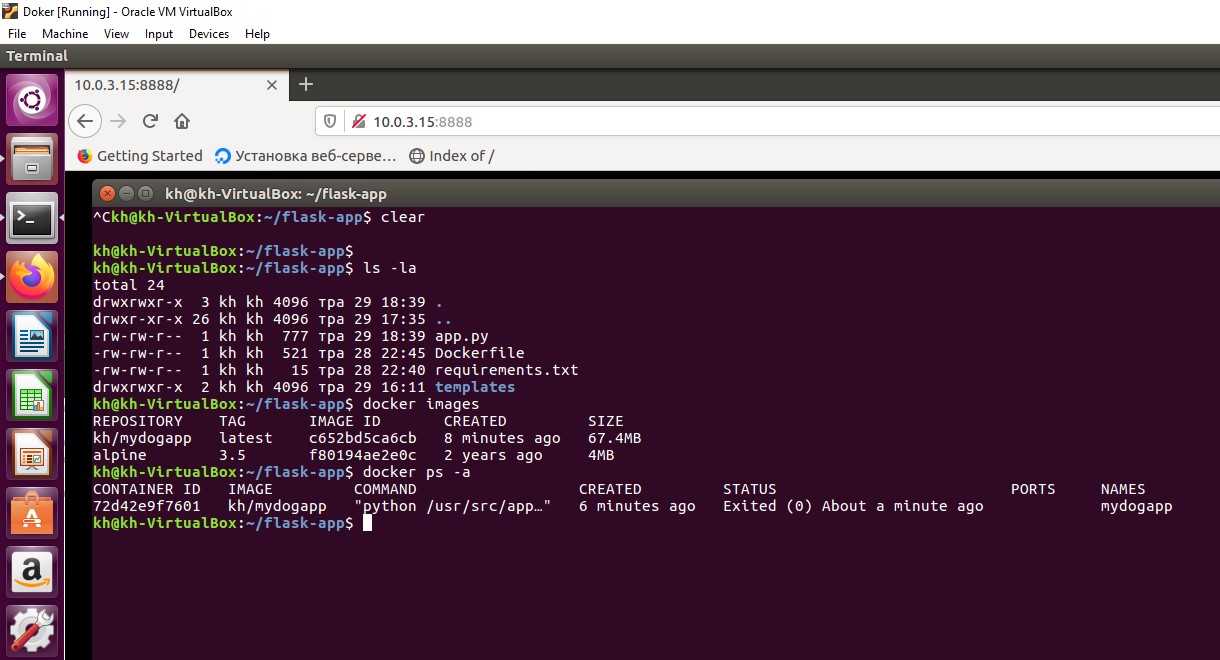 Doker [Running] - Oracle VM VirtualBox
File Machine View Input Devices Help
Terminal
10.0.3.15:8888/
10.0.3.15:8888
Getting Started Установка веб-серве… Index of /
kh@kh-VirtualBox: ~/flask-app
^Ckh@kh-VirtualBox:~/flask-app$ clear
kh@kh-VirtualBox:~/flask-app$
kh@kh-VirtualBox:~/flask-app$ ls -la
total 24
drwxrwxr-x  3 kh kh 4096 тра 29 18:39 .
drwxr-xr-x 26 kh kh 4096 тра 29 17:35 ..
-rw-rw-r--  1 kh kh  777 тра 29 18:39 app.py
-rw-rw-r--  1 kh kh  521 тра 28 22:45 Dockerfile
-rw-rw-r--  1 kh kh   15 тра 28 22:40 requirements.txt
drwxrwxr-x  2 kh kh 4096 тра 29 16:11 templates
kh@kh-VirtualBox:~/flask-app$ docker images
REPOSITORY    TAG       IMAGE ID       CREATED         SIZE
kh/mydogapp   latest    c652bd5ca6cb   8 minutes ago   67.4MB
alpine        3.5       f80194ae2e0c   2 years ago     4MB
kh@kh-VirtualBox:~/flask-app$ docker ps -a
CONTAINER ID   IMAGE         COMMAND                  CREATED         STATUS                          PORTS     NAMES
72d42e9f7601   kh/mydogapp   "python /usr/src/app…"   6 minutes ago   Exited (0) About a minute ago             mydogapp
kh@kh-VirtualBox:~/flask-app$